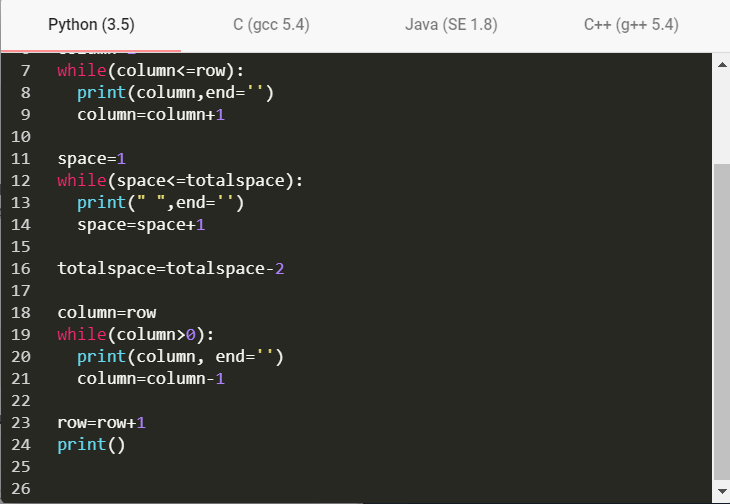 Python (3.5) C (gcc 5.4) Java (SE 1.8) C++ (g++ 5.4)
7 while(column<=row):
8 print(column,end='')
9 column=column+1
10
11 space=1
12 while(space<=totalspace):
13 print(" ",end='')
14 space=space+1
15
16 totalspace=totalspace-2
17
18 column=row
19 while(column>0):
20 print(column, end='')
21 column=column-1
22
23 row=row+1
24 print()
25
26